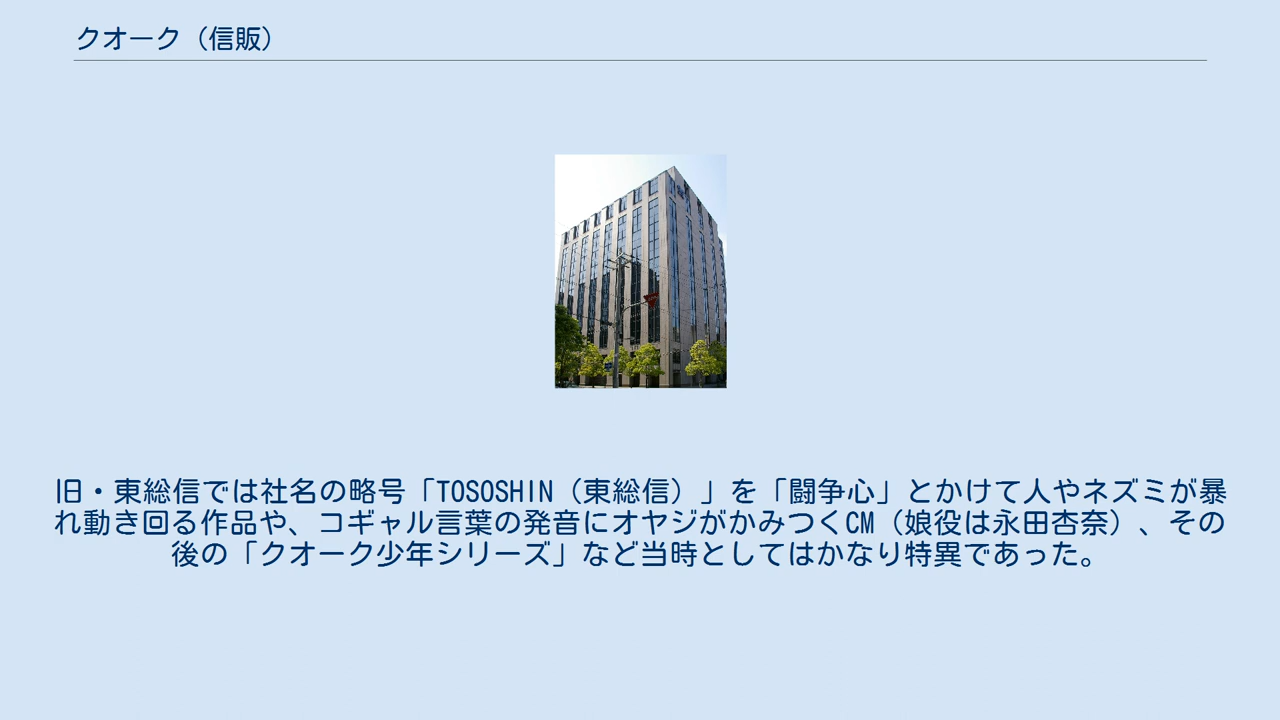 クオーク（信販）
旧・東総信では社名の略号「TOSOSHIN（東総信）」を「闘争心」とかけて人やネズミが暴
れ動き回る作品や、コギャル言葉の発音にオヤジがかみつくCM（娘役は永田杏奈）、その
後の「クオーク少年シリーズ」など当時としてはかなり特異であった。